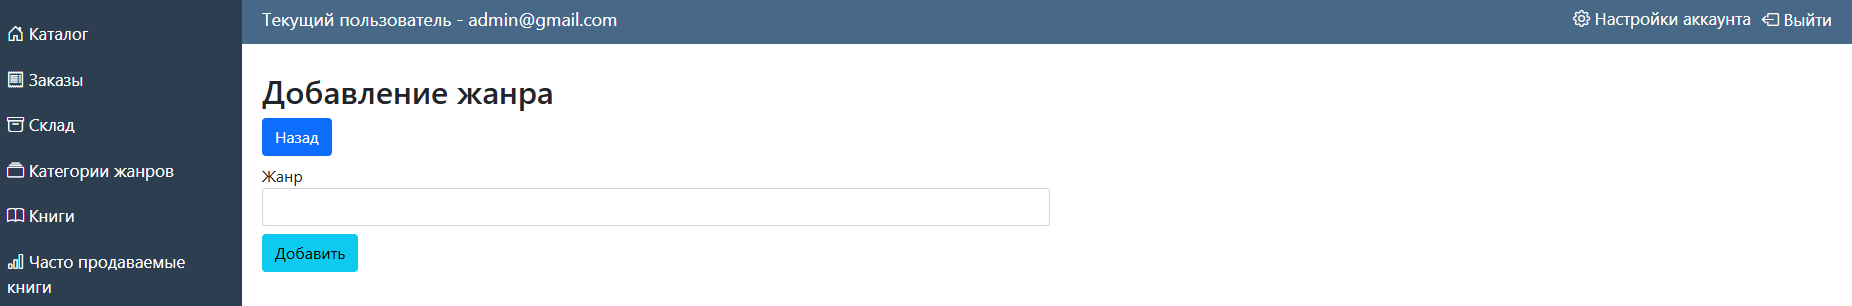 Каталог
Заказы
Склад
Категории жанров
Книги
Часто продаваемые
книги
Текущий пользователь - admin@gmail.com
Настройки аккаунта
Выйти
Добавление жанра
Назад
Жанр
Добавить